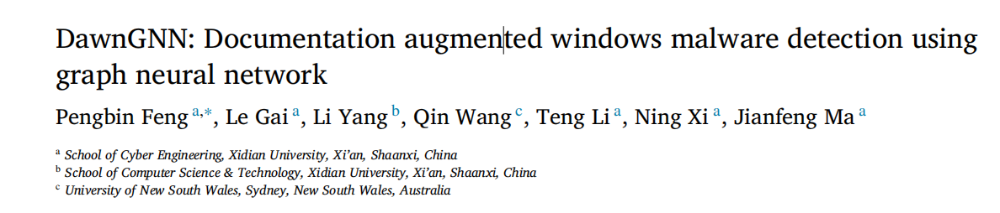 DawnGNN: Documentation augmented windows malware detection using
graph neural network
Pengbin Feng a,*, Le Gai a, Li Yang b, Qin Wang c, Teng Li a, Ning Xi a, Jianfeng Ma a
a School of Cyber Engineering, Xidian University, Xi’an, Shaanxi, China
b School of Computer Science & Technology, Xidian University, Xi’an, Shaanxi, China
c University of New South Wales, Sydney, New South Wales, Australia